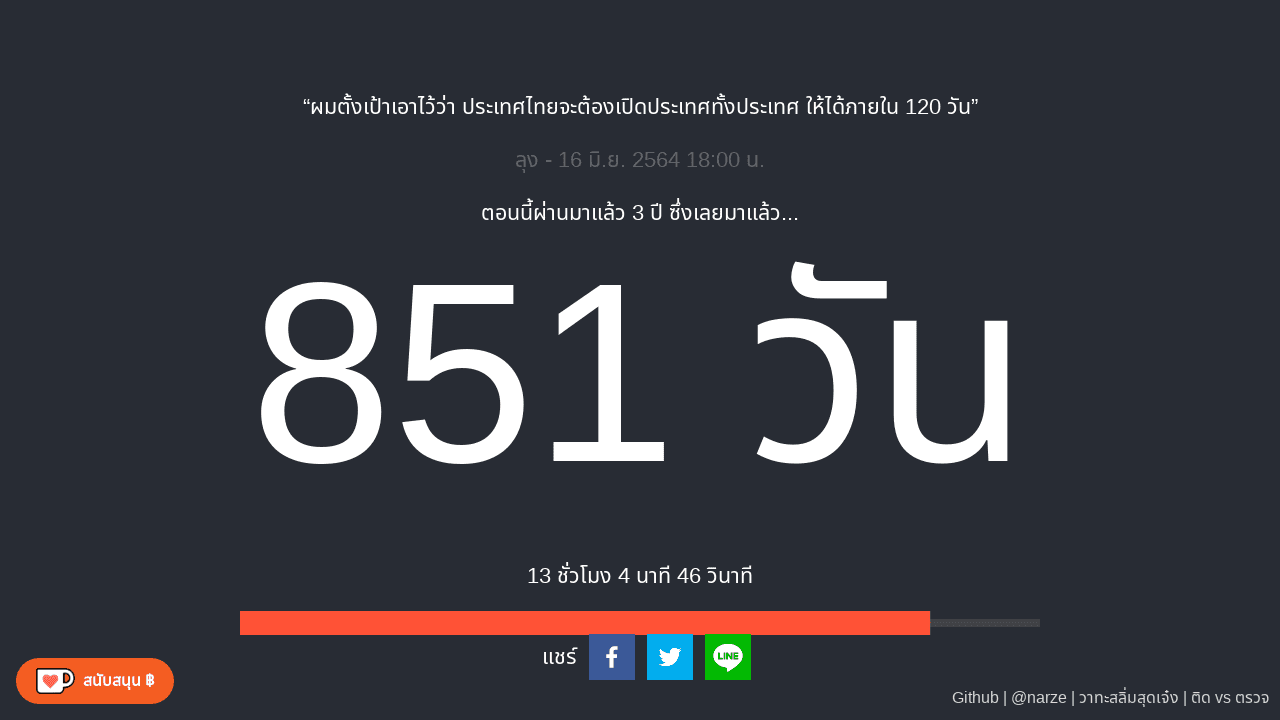 “ผมตั้งเป้าเอาไว้ว่า ประเทศไทยจะต้องเปิดประเทศทั้งประเทศ ให้ได้ภายใน 120 วัน”
ลุง - 16 มิ.ย. 2564 18:00 น.
ตอนนี้ผ่านมาแล้ว 3 ปี ซึ่งเลยมาแล้ว...
851 วัน
13 ชั่วโมง 4 นาที 46 วินาที
แชร์
LINE
สนับสนุน ฿
Github | @narze | วาทะสลิ่มสุดเจ๋ง | ติด vs ตรวจ